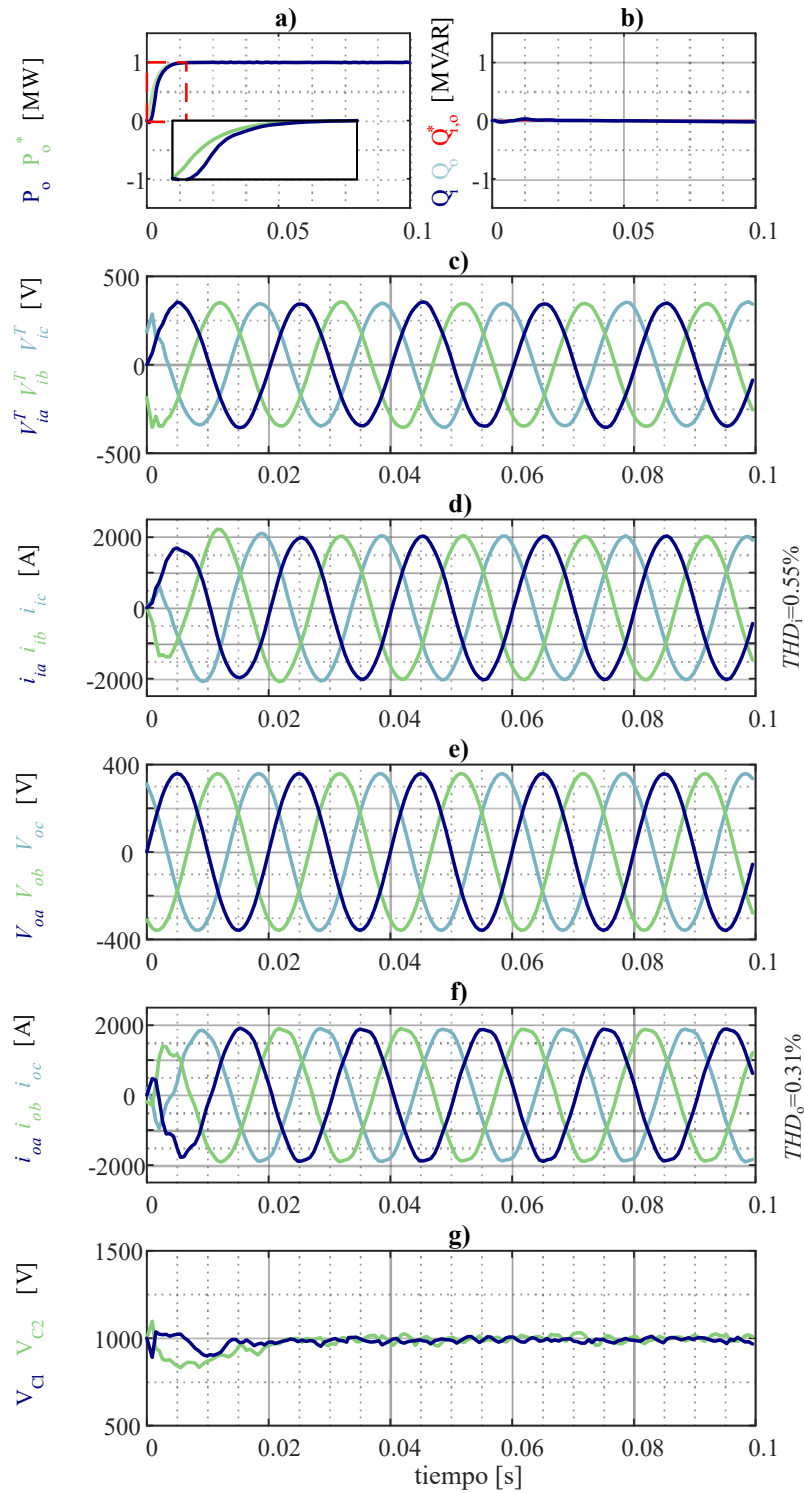 a)
b)
P_o P_o^* [MW]
1
0
-1
0 0.05 0.1
Q_i Q_o Q_{i,o}^* [MVAR]
1
0
-1
0 0.05 0.1
c)
V_{ia}^T V_{ib}^T V_{ic}^T [V]
500
0
-500
0 0.02 0.04 0.06 0.08 0.1
d)
i_{ia} i_{ib} i_{ic} [A]
2000
0
-2000
0 0.02 0.04 0.06 0.08 0.1
THD_i=0.55%
e)
V_{oa} V_{ob} V_{oc} [V]
400
0
-400
0 0.02 0.04 0.06 0.08 0.1
f)
i_{oa} i_{ob} i_{oc} [A]
2000
0
-2000
0 0.02 0.04 0.06 0.08 0.1
THD_o=0.31%
g)
V_{C1} V_{C2} [V]
1500
1000
500
0 0.02 0.04 0.06 0.08 0.1
tiempo [s]